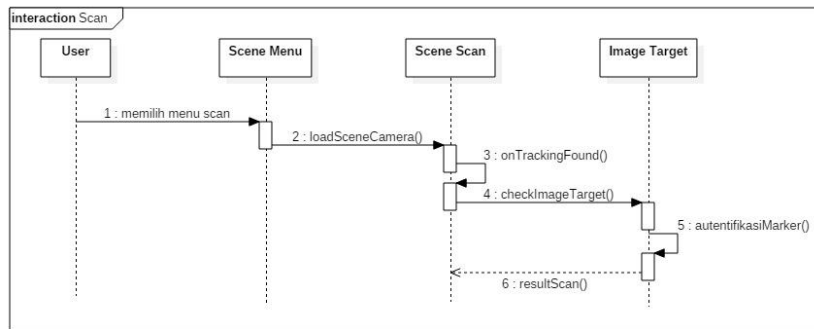 interaction Scan
User
Scene Menu
Scene Scan
Image Target
1 : memilih menu scan
2 : loadSceneCamera()
3 : onTrackingFound()
4 : checkImageTarget()
5 : autentifikasiMarker()
6 : resultScan()